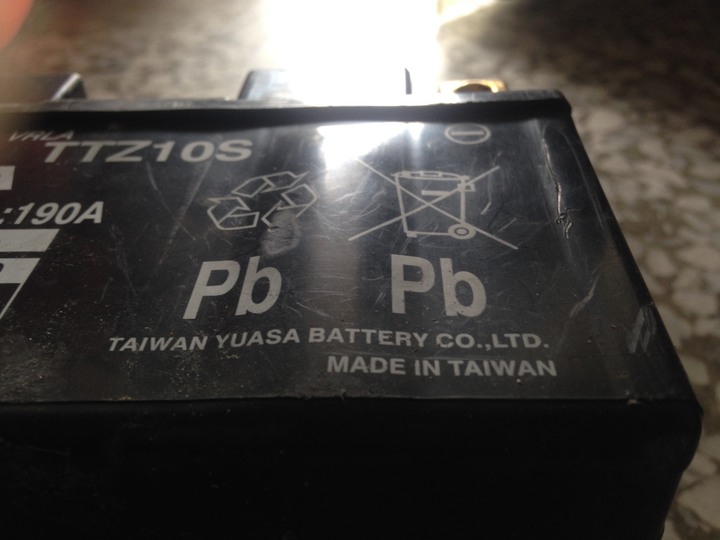 VRLA
TTZ10S
:190A
Pb Pb
TAIWAN YUASA BATTERY CO.,LTD.
MADE IN TAIWAN